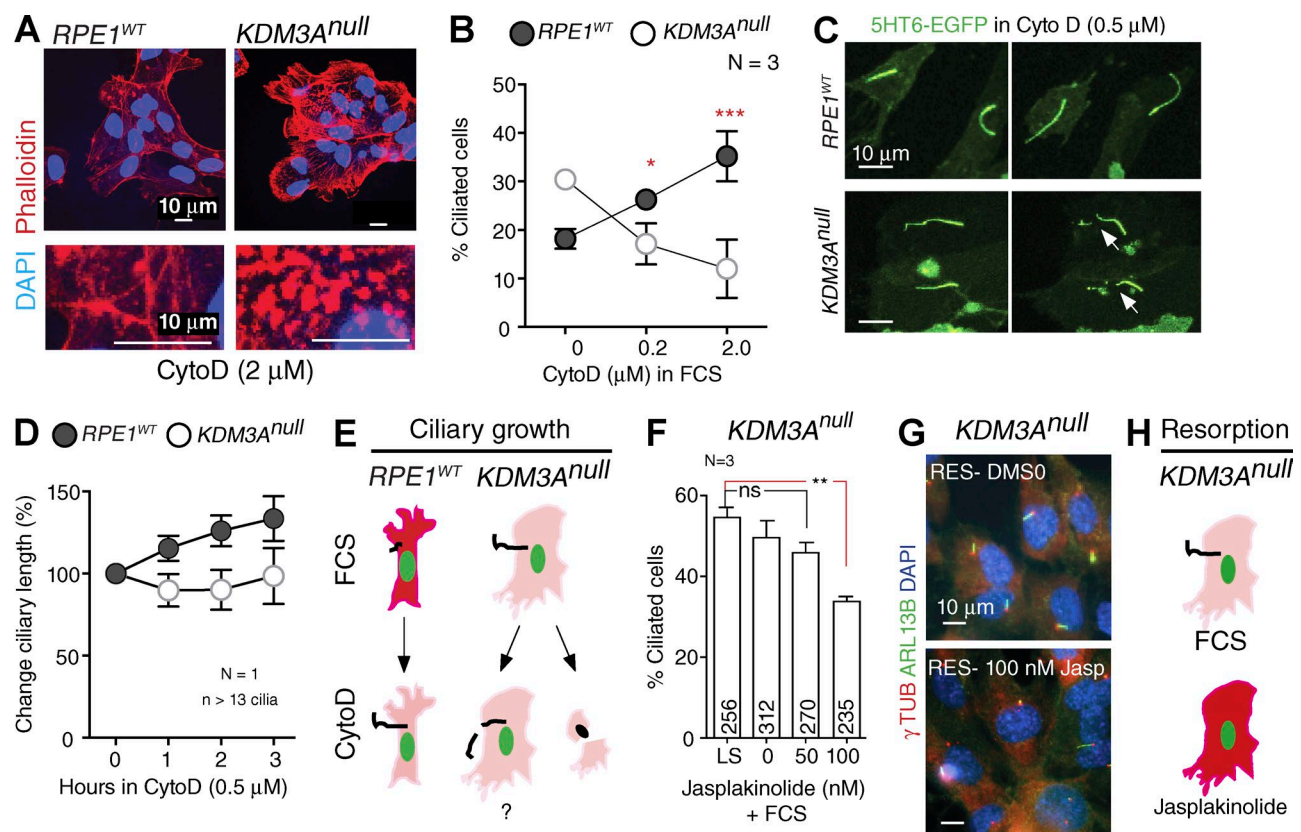 A
RPE1WT
KDM3Anull
Phalloidin
DAPI
10 μm
10 μm
CytoD (2 μM)
B
RPE1WT
KDM3Anull
N = 3
% Ciliated cells
50
40
30
20
10
0
*
***
0
0.2
2.0
CytoD (μM) in FCS
C
5HT6-EGFP in Cyto D (0.5 μM)
RPE1WT
10 μm
KDM3Anull
D
RPE1WT
KDM3Anull
Change ciliary length (%)
150
100
50
0
N = 1
n > 13 cilia
0
1
2
3
Hours in CytoD (0.5 μM)
E
Ciliary growth
RPE1WT
KDM3Anull
FCS
CytoD
?
F
KDM3Anull
N=3
ns
**
% Ciliated cells
60
40
20
0
256
312
270
235
LS
0
50
100
Jasplakinolide (nM)
+ FCS
G
KDM3Anull
γ TUB ARL13B DAPI
RES- DMS0
10 μm
RES- 100 nM Jasp
H
Resorption
KDM3Anull
FCS
Jasplakinolide